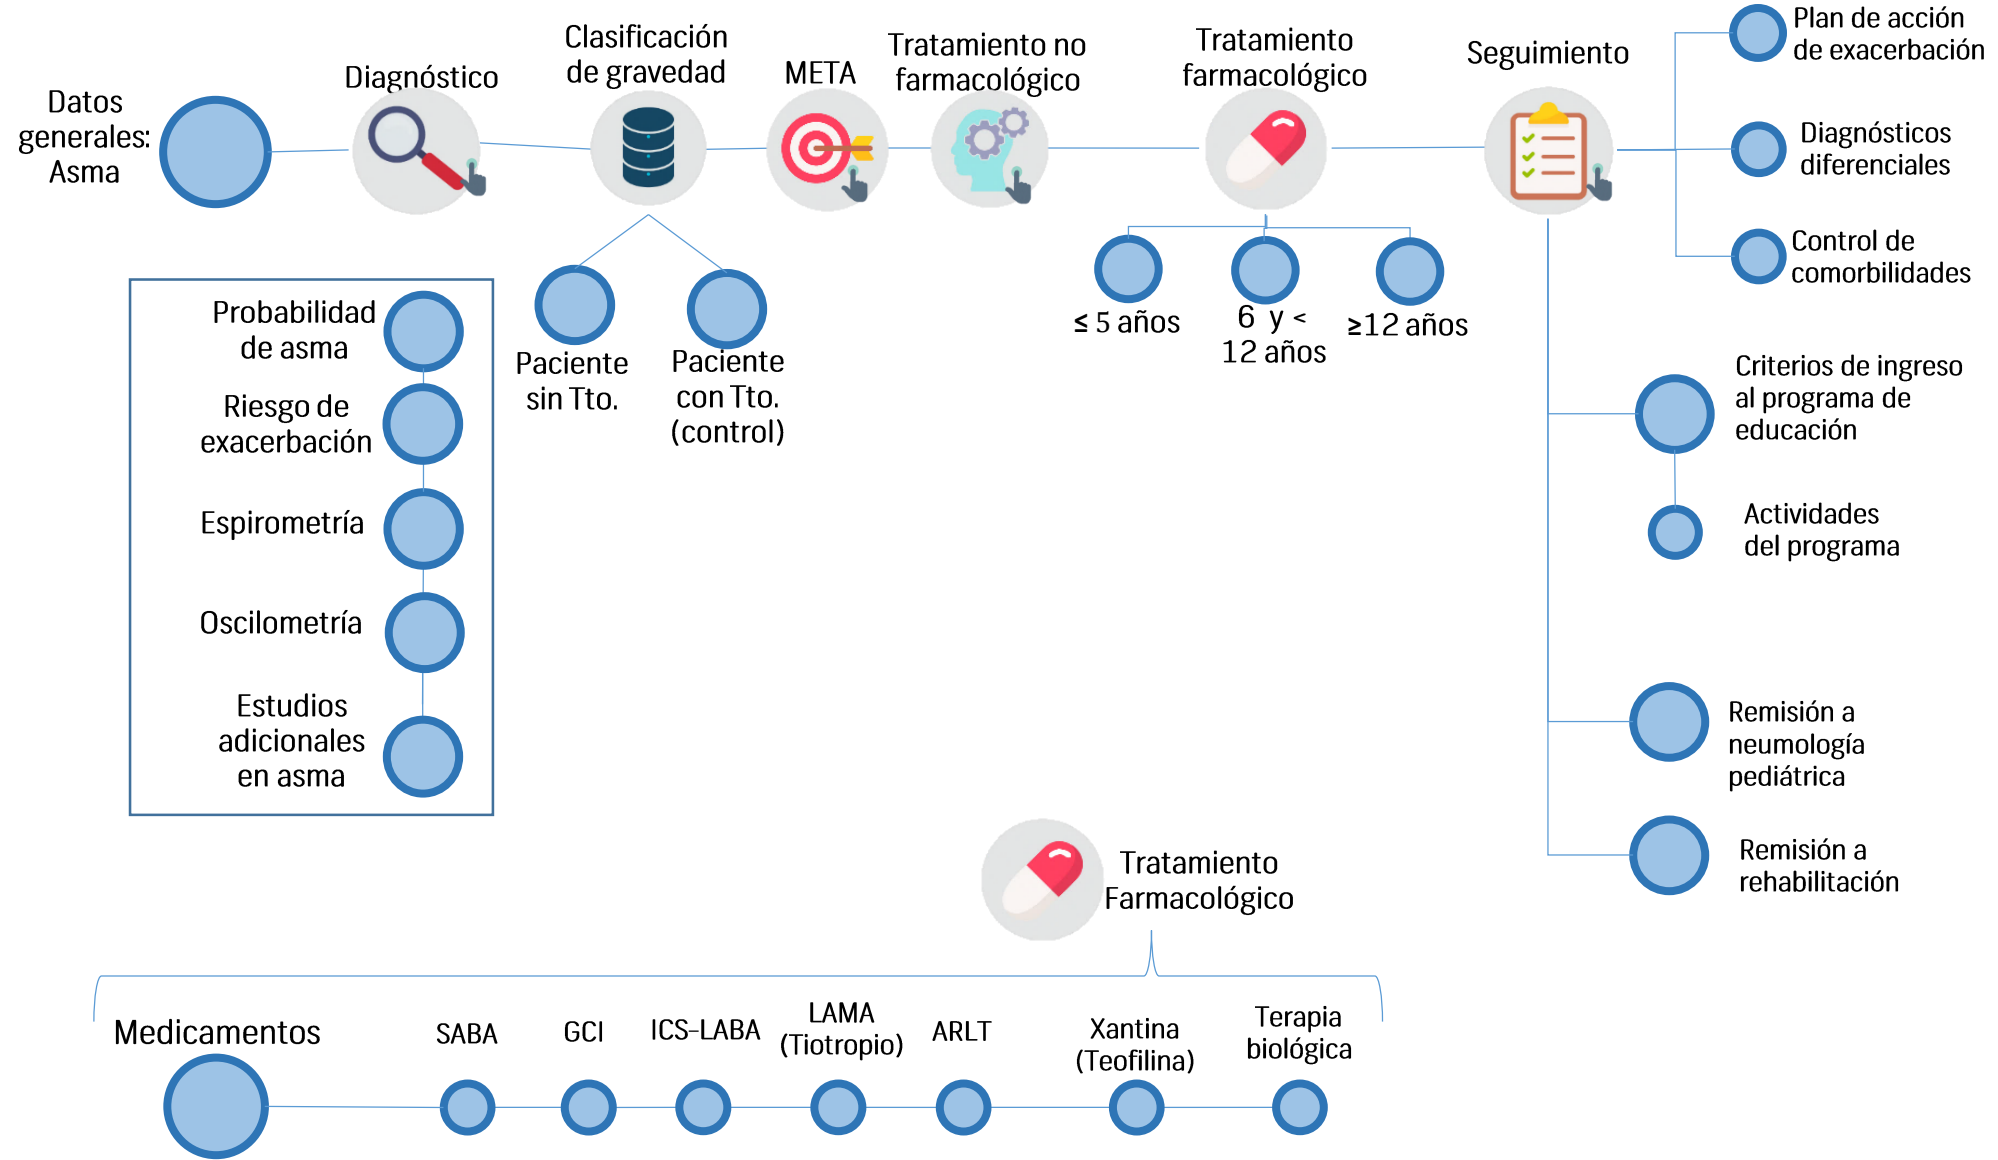 Datos
generales:
Asma
Diagnóstico
Clasificación
de gravedad
META
Tratamiento no
farmacológico
Tratamiento
farmacológico
Seguimiento
Plan de acción
de exacerbación
Diagnósticos
diferenciales
Control de
comorbilidades
Probabilidad
de asma
Riesgo de
exacerbación
Espirometría
Oscilometría
Estudios
adicionales
en asma
Paciente
sin Tto.
Paciente
con Tto.
(control)
≤ 5 años
6 y <
12 años
≥12 años
Criterios de ingreso
al programa de
educación
Actividades
del programa
Remisión a
neumología
pediátrica
Remisión a
rehabilitación
Tratamiento
Farmacológico
Medicamentos
SABA
GCI
ICS-LABA
LAMA
(Tiotropio)
ARLT
Xantina
(Teofilina)
Terapia
biológica